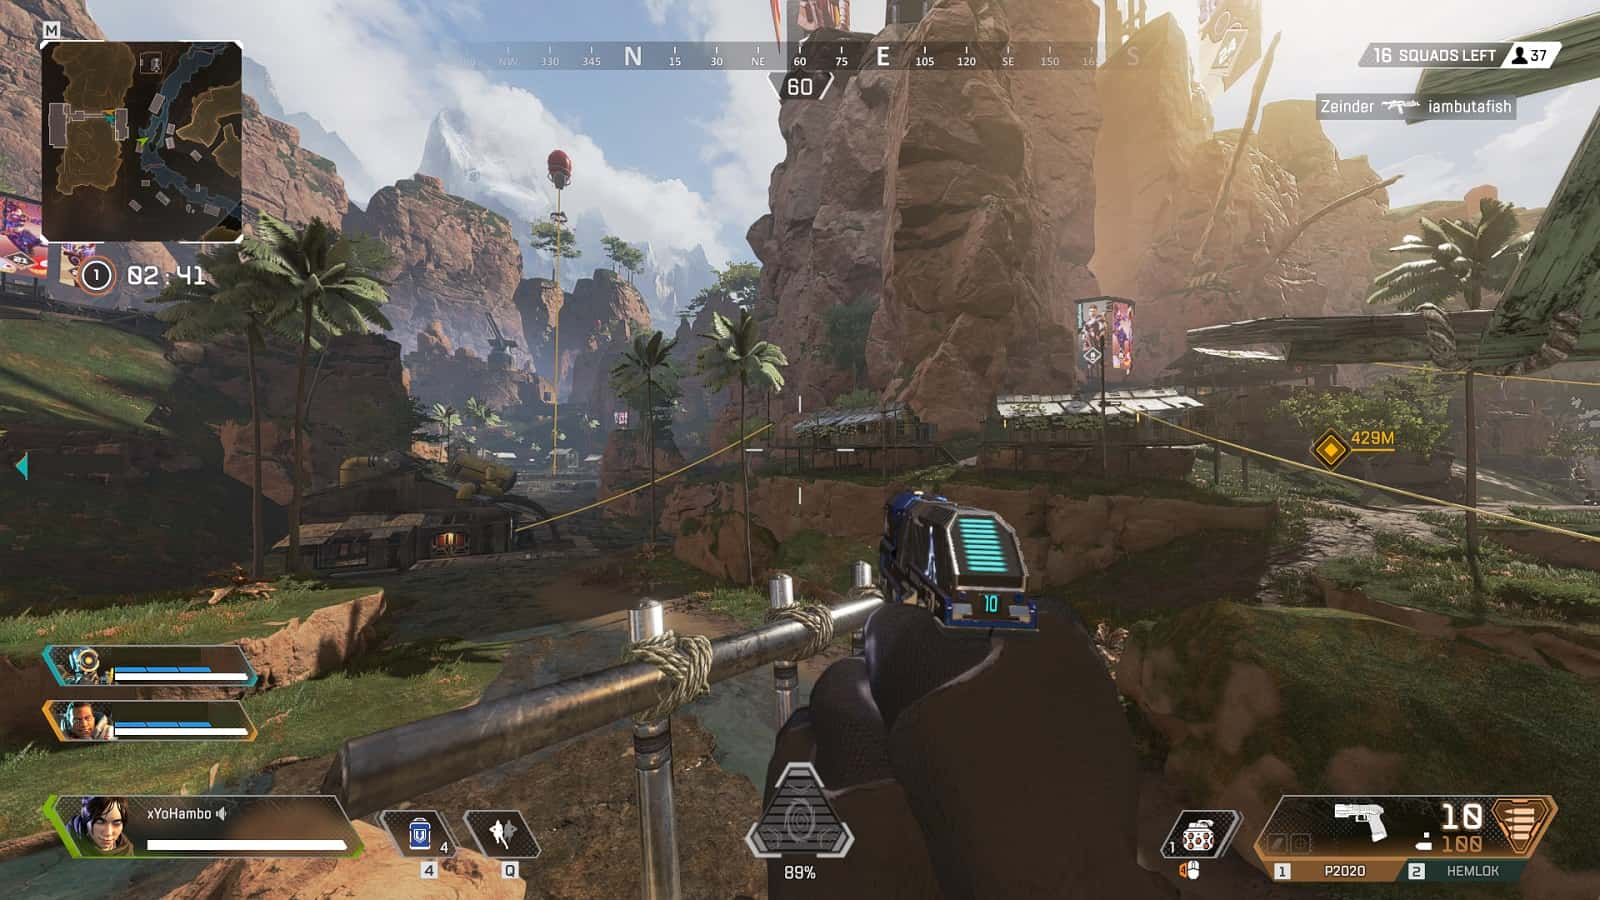 M
NW 330 345 N 15 30 NE 60 75 E 105 120 SE 150 165 S
60
16 SQUADS LEFT 37
Zeinder iambutafish
1 02:41
429M
10
xYoHambo
4
4
Q
89%
1
10
100
1 P2020 2 HEMLOK